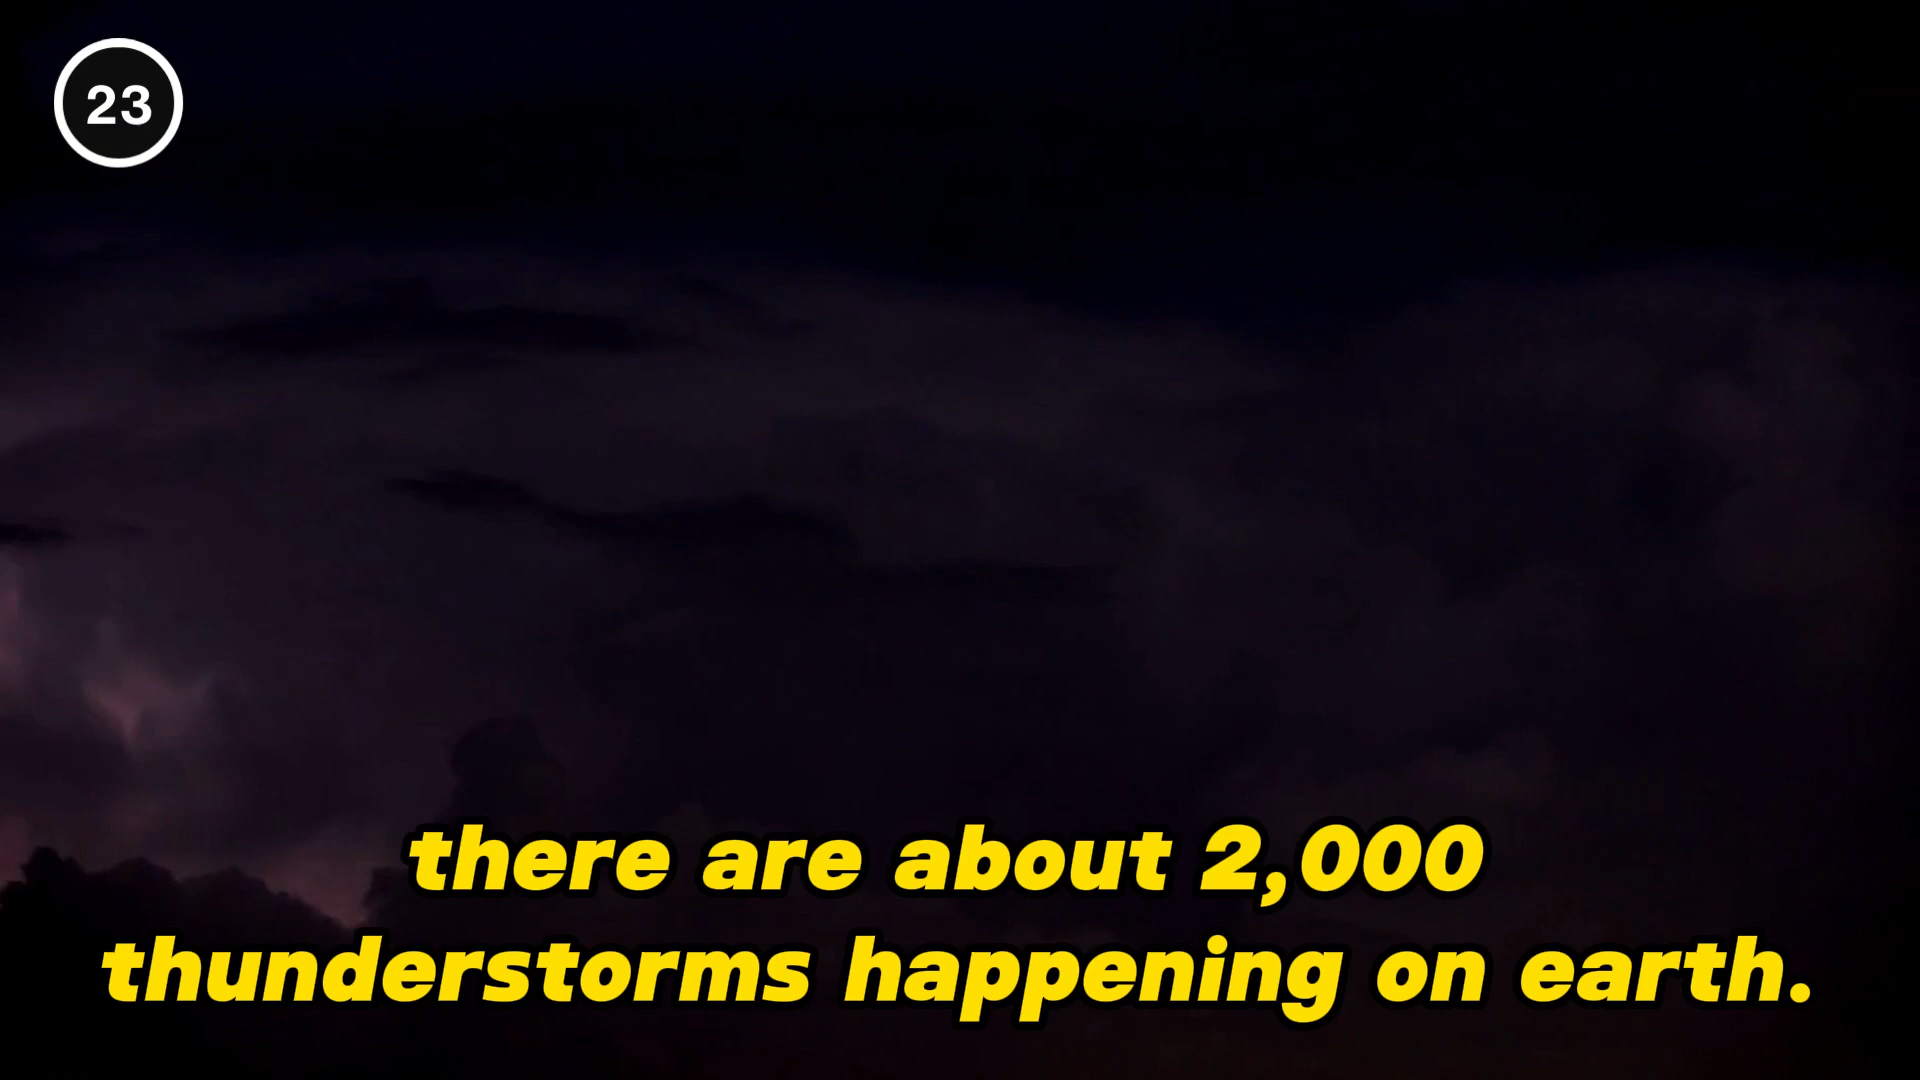 23
there are about 2,000
thunderstorms happening on earth.